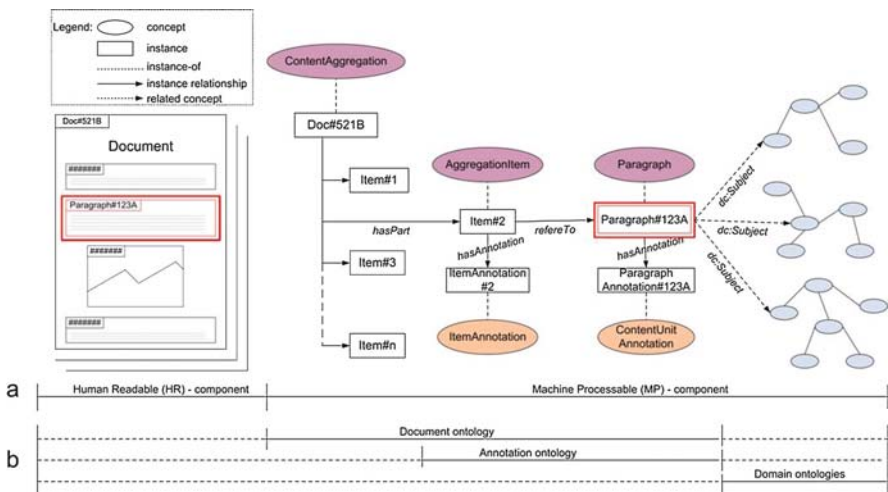 Legend:
concept
instance
instance-of
instance relationship
related concept
Doc#521B
Document
#######
Paragraph#123A
#######
#######
ContentAggregation
Doc#521B
Item#1
AggregationItem
Paragraph
hasPart
Item#2
refereTo
Paragraph#123A
dc:Subject
dc:Subject
dc:Subject
hasAnnotation
hasAnnotation
Item#3
ItemAnnotation
#2
Paragraph
Annotation#123A
Item#n
ItemAnnotation
ContentUnit
Annotation
a
Human Readable (HR) - component
Machine Processable (MP) - component
b
Document ontology
Annotation ontology
Domain ontologies